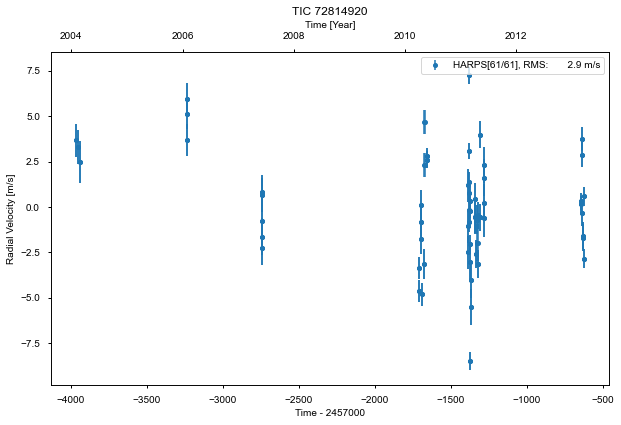 TIC 72814920
Time [Year]
2004 2006 2008 2010 2012
HARPS[61/61], RMS: 2.9 m/s
Radial Velocity [m/s]
7.5
5.0
2.5
0.0
−2.5
−5.0
−7.5
−4000 −3500 −3000 −2500 −2000 −1500 −1000 −500
Time - 2457000